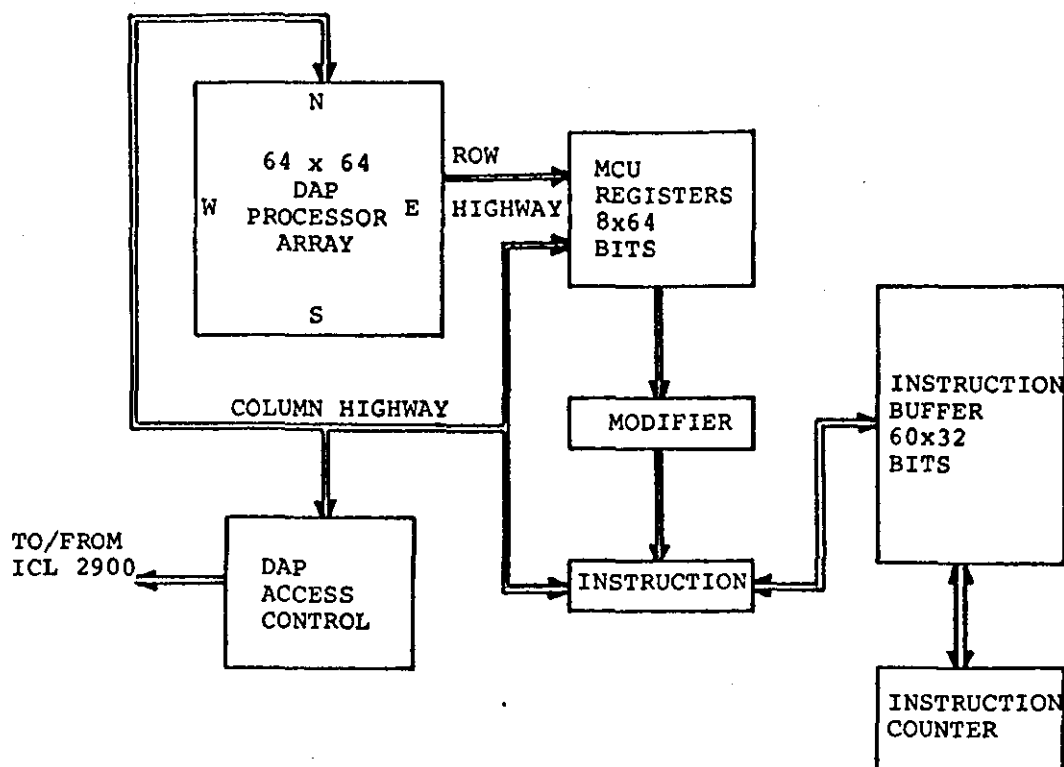 N
64 x 64
DAP
PROCESSOR
ARRAY
W
E
S
ROW
HIGHWAY
MCU
REGISTERS
8x64
BITS
COLUMN HIGHWAY
MODIFIER
INSTRUCTION
BUFFER
60x32
BITS
TO/FROM
ICL 2900
DAP
ACCESS
CONTROL
INSTRUCTION
INSTRUCTION
COUNTER